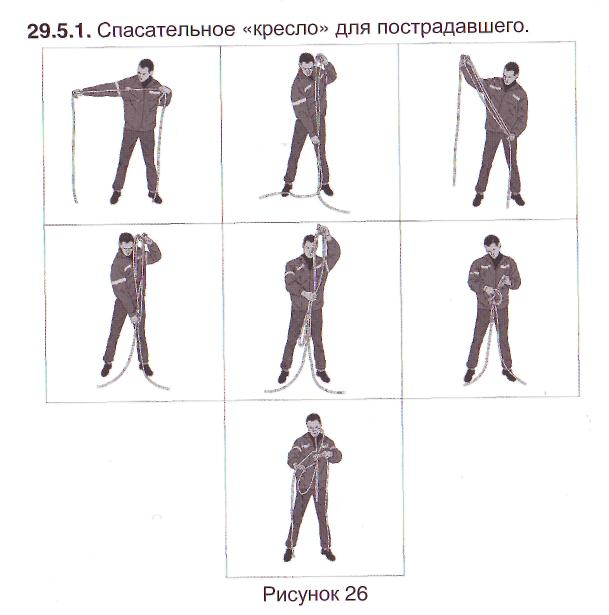 29.5.1. Спасательное «кресло» для пострадавшего.
Рисунок 26